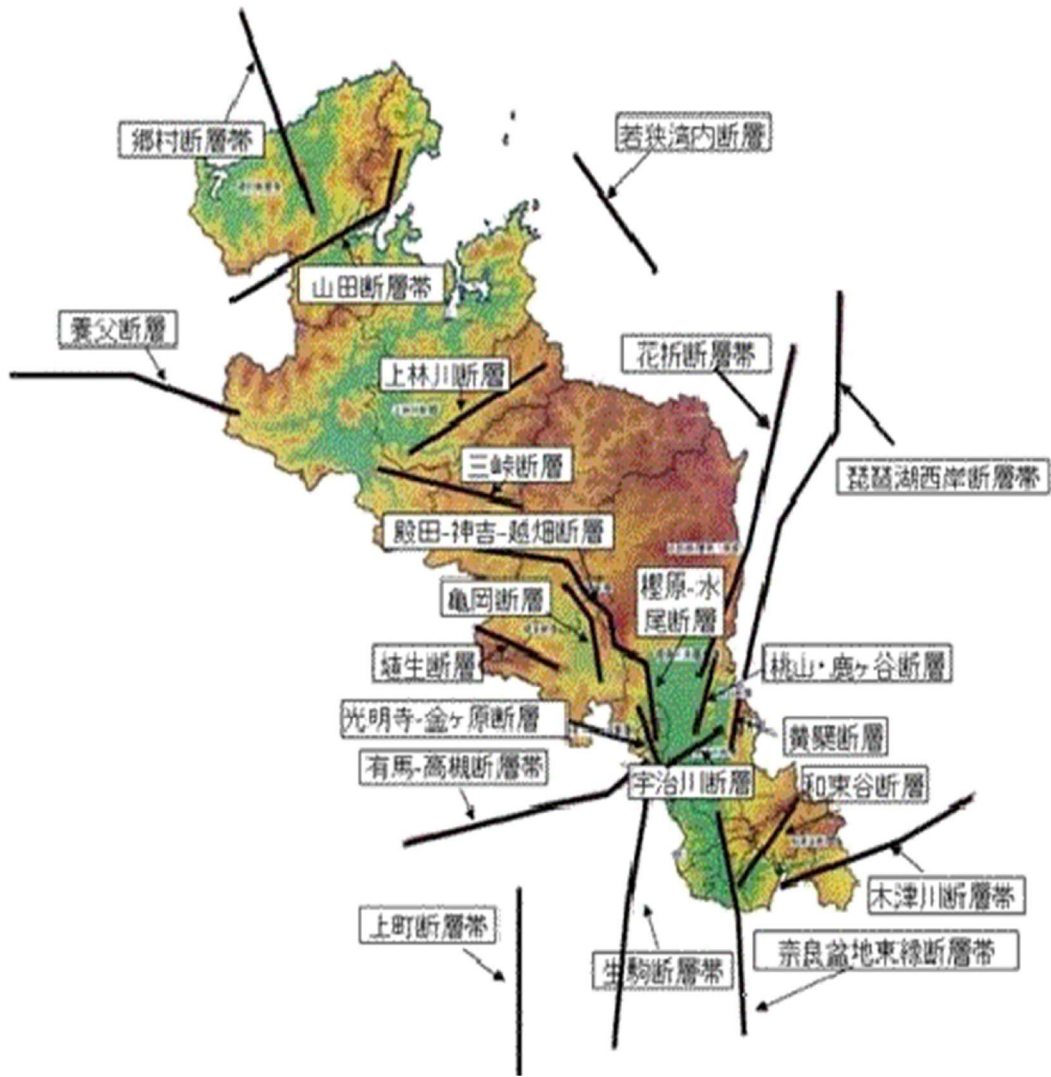 郷村断層帯
若狭湾内断層
山田断層帯
養父断層
花折断層帯
上林川断層
琵琶湖西岸断層帯
三峠断層
殿田-神吉-越畑断層
樫原-水
尾断層
亀岡断層
埴生断層
桃山・鹿ヶ谷断層
光明寺-金ヶ原断層
黄檗断層
有馬-高槻断層帯
宇治川断層
和束谷断層
木津川断層帯
上町断層帯
生駒断層帯
奈良盆地東縁断層帯